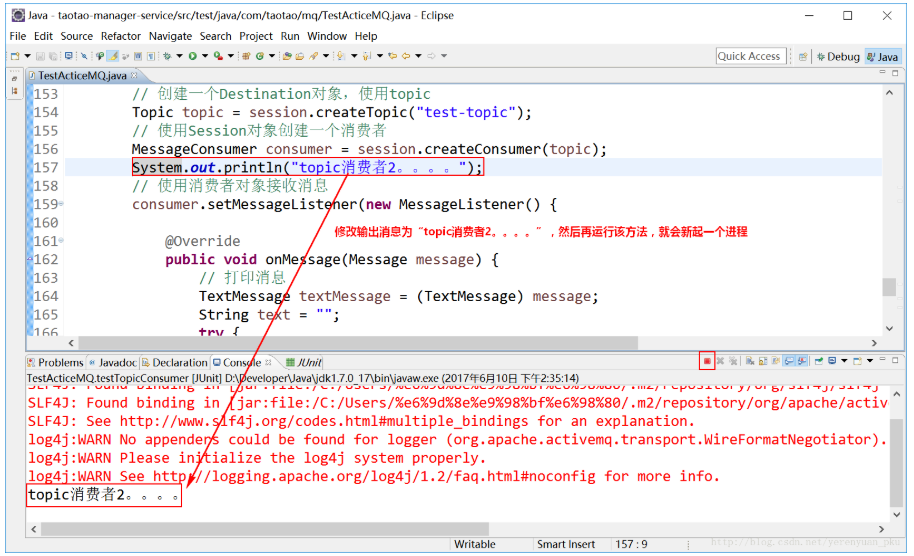 Java - taotao-manager-service/src/test/java/com/taotao/mq/TestActiceMQ.java - Eclipse
File Edit Source Refactor Navigate Search Project Run Window Help
Quick Access Debug Java
TestActiceMQ.java
153 // 创建一个Destination对象，使用topic
154 Topic topic = session.createTopic("test-topic");
155 // 使用Session对象创建一个消费者
156 MessageConsumer consumer = session.createConsumer(topic);
157 System.out.println("topic消费者2。。。。");
158 // 使用消费者对象接收消息
159 consumer.setMessageListener(new MessageListener() {
160
修改输出消息为“topic消费者2。。。。”，然后再运行该方法，就会新起一个进程
161 @Override
162 public void onMessage(Message message) {
163 // 打印消息
164 TextMessage textMessage = (TextMessage) message;
165 String text = "";
166 try {
Problems Javadoc Declaration Console JUnit
TestActiceMQ.testTopicConsumer [JUnit] D:\Developer\Java\jdk1.7.0_17\bin\javaw.exe (2017年6月10日 下午2:35:14)
SLF4J: Found binding in [jar:file:/C:/Users/%e6%9d%8e%e9%98%bf%e6%98%80/.m2/repository/org/slf4j/slf4j
SLF4J: Found binding in [jar:file:/C:/Users/%e6%9d%8e%e9%98%bf%e6%98%80/.m2/repository/org/apache/active
SLF4J: See http://www.slf4j.org/codes.html#multiple_bindings for an explanation.
log4j:WARN No appenders could be found for logger (org.apache.activemq.transport.WireFormatNegotiator).
log4j:WARN Please initialize the log4j system properly.
log4j:WARN See http://logging.apache.org/log4j/1.2/faq.html#noconfig for more info.
topic消费者2。。。。
Writable Smart Insert 157 : 9
http://blog.csdn.net/yerenyuan_pku